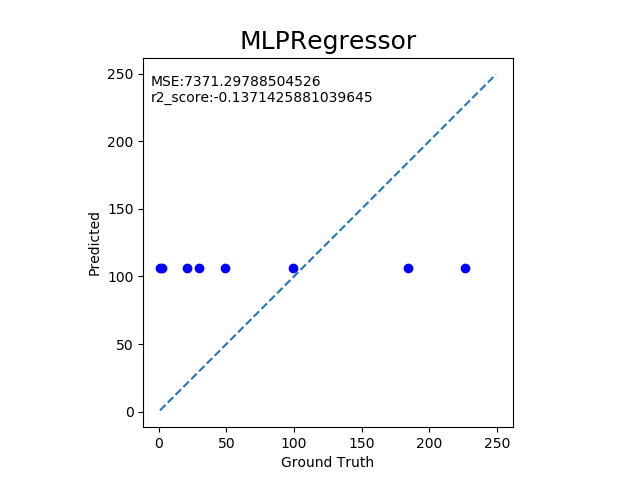 MLPRegressor
MSE:7371.29788504526
r2_score:-0.1371425881039645
250
200
150
100
50
0
Predicted
0 50 100 150 200 250
Ground Truth